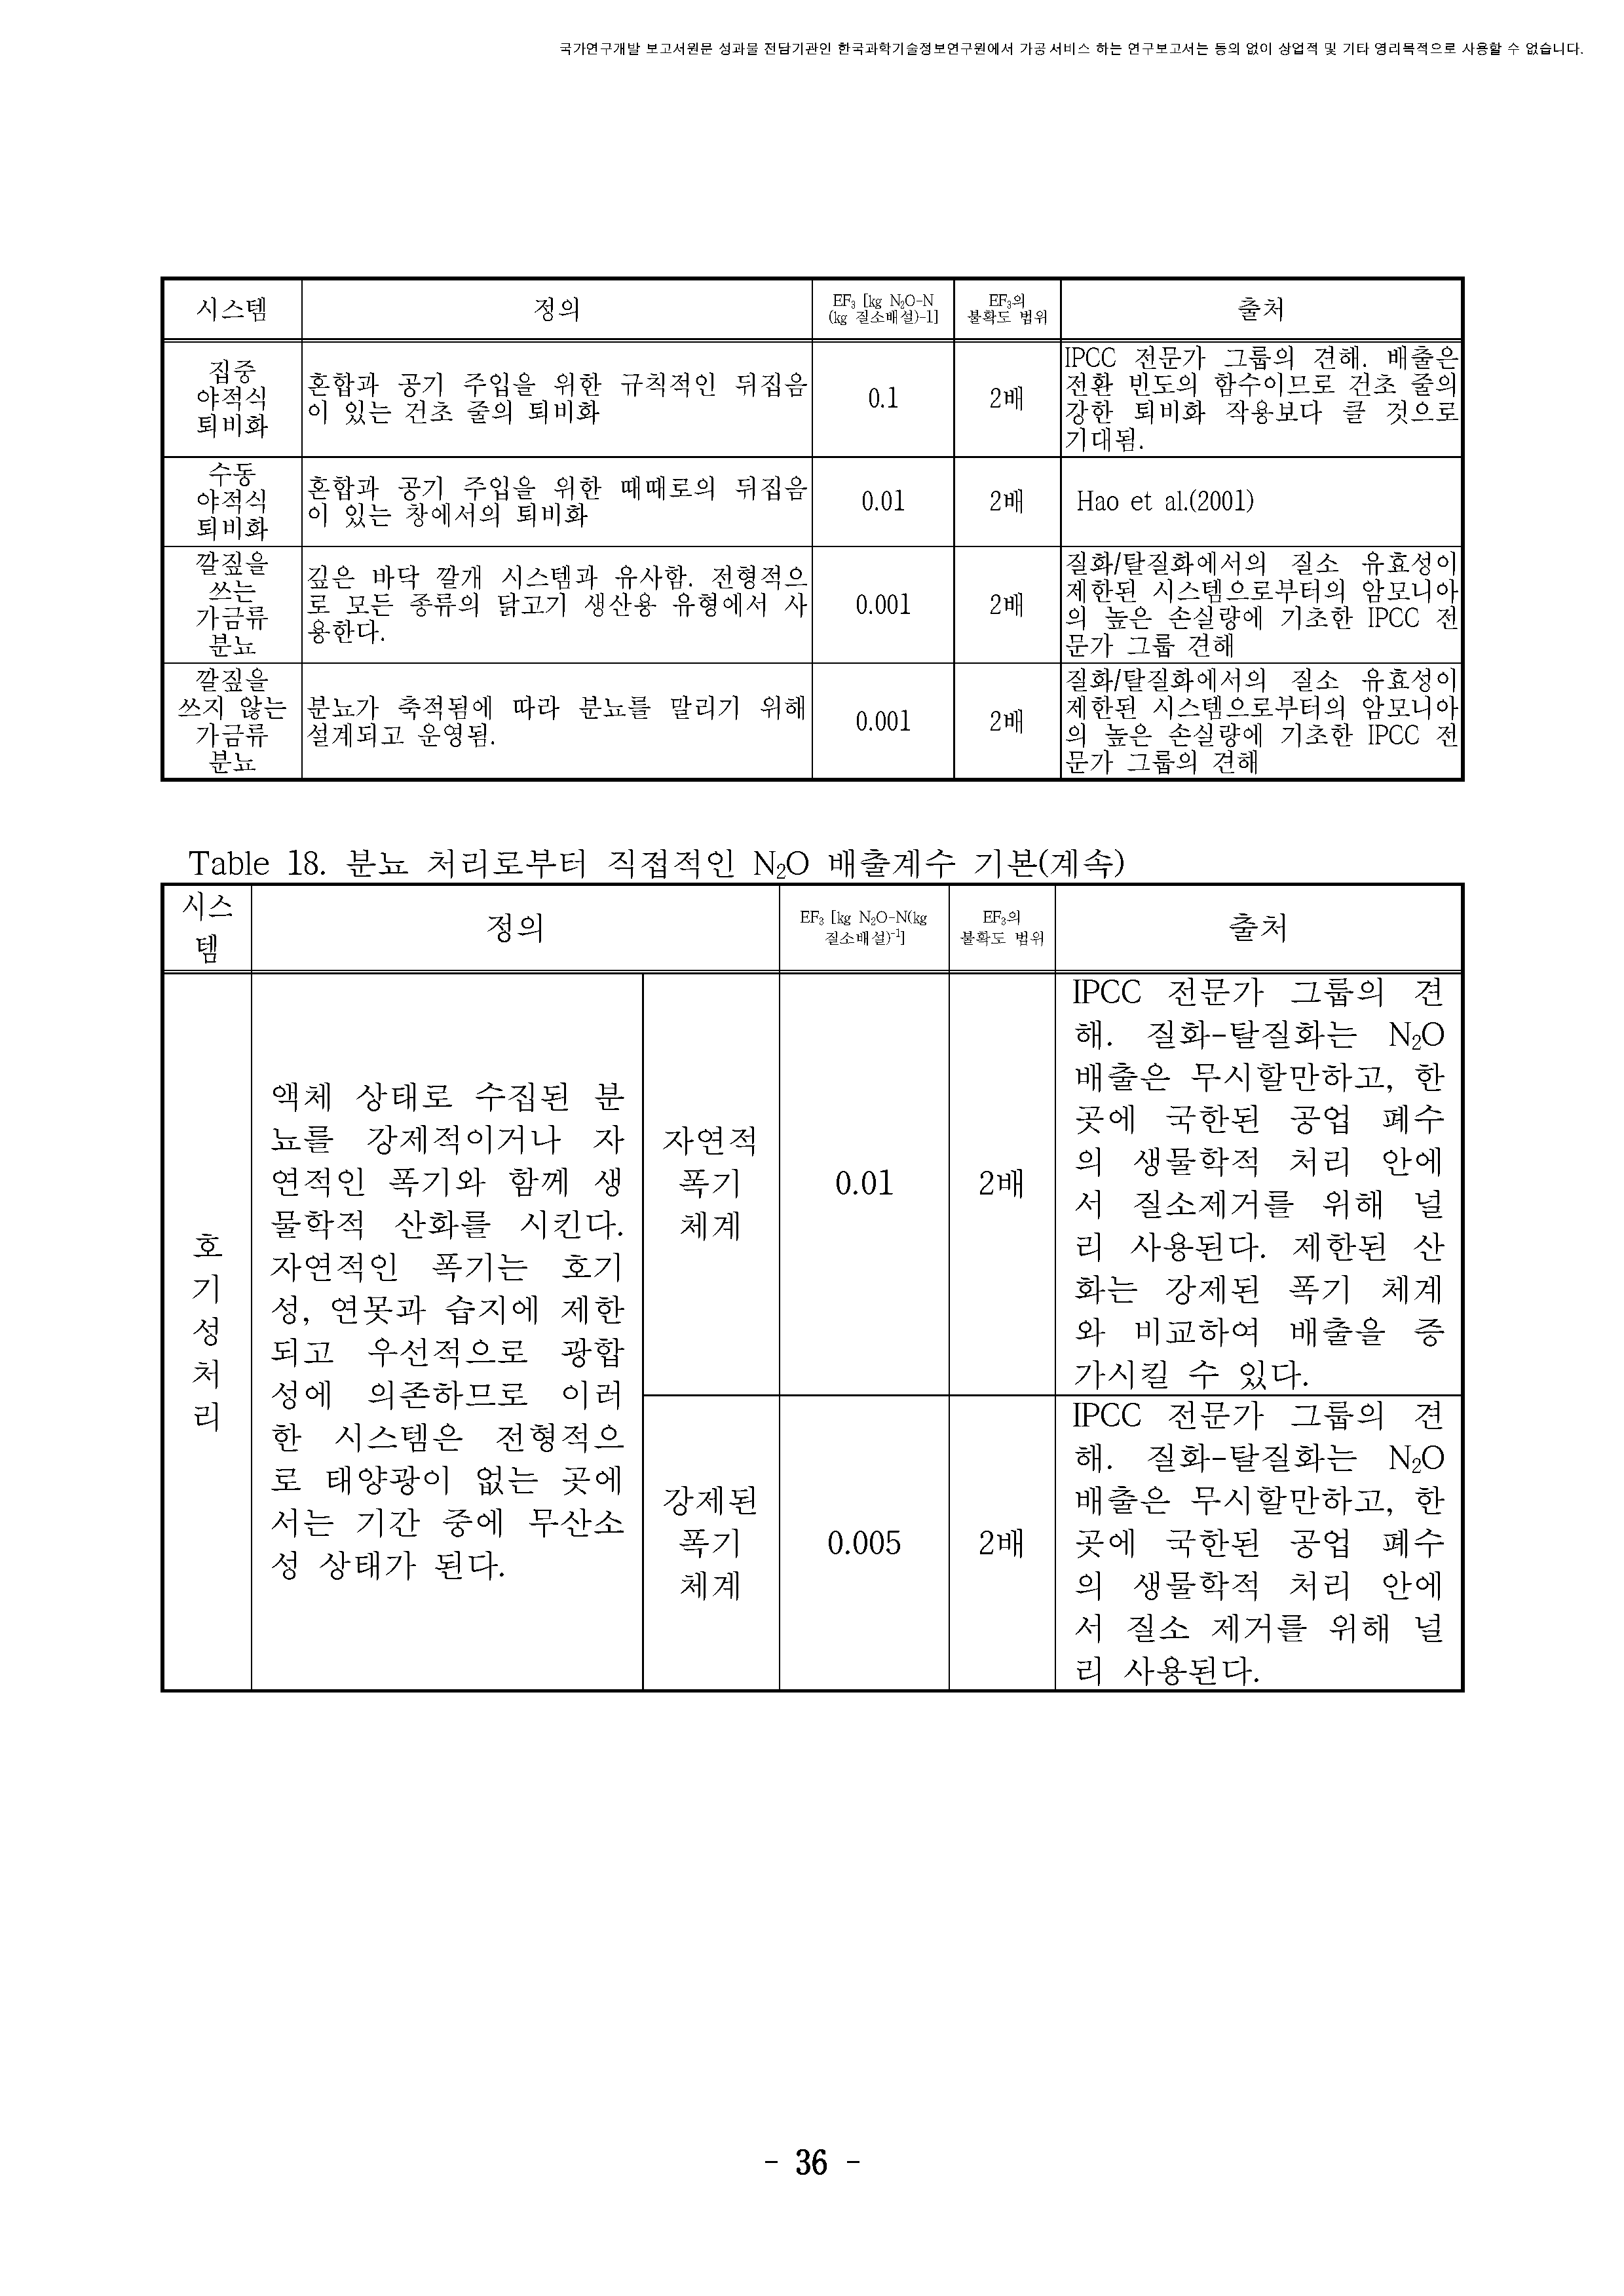 국가연구개발 보고서원문 성과물 전담기관인 한국과학기술정보연구원에서 가공·서비스 하는 연구보고서는 동의 없이 상업적 및 기타 영리목적으로 사용할 수 없습니다.
시스템
정의
EF₃ [kg N₂O-N
(kg 질소배설)-1]
EF₃의
불확도 범위
출처
집중
야적식
퇴비화
혼합과 공기 주입을 위한 규칙적인 뒤집음
이 있는 건초 줄의 퇴비화
0.1
2배
IPCC 전문가 그룹의 견해. 배출은
전환 빈도의 함수이므로 건초 줄의
강한 퇴비화 작용보다 클 것으로
기대됨.
수동
야적식
퇴비화
혼합과 공기 주입을 위한 때때로의 뒤집음
이 있는 창에서의 퇴비화
0.01
2배
Hao et al.(2001)
깔짚을
쓰는
가금류
분뇨
깊은 바닥 깔개 시스템과 유사함. 전형적으
로 모든 종류의 닭고기 생산용 유형에서 사
용한다.
0.001
2배
질화/탈질화에서의 질소 유효성이
제한된 시스템으로부터의 암모니아
의 높은 손실량에 기초한 IPCC 전
문가 그룹 견해
깔짚을
쓰지 않는
가금류
분뇨
분뇨가 축적됨에 따라 분뇨를 말리기 위해
설계되고 운영됨.
0.001
2배
질화/탈질화에서의 질소 유효성이
제한된 시스템으로부터의 암모니아
의 높은 손실량에 기초한 IPCC 전
문가 그룹의 견해
Table 18. 분뇨 처리로부터 직접적인 N₂O 배출계수 기본(계속)
시스
템
정의
EF₃ [kg N₂O-N(kg
질소배설)⁻¹]
EF₃의
불확도 범위
출처
호
기
성
처
리
액체 상태로 수집된 분
뇨를 강제적이거나 자
연적인 폭기와 함께 생
물학적 산화를 시킨다.
자연적인 폭기는 호기
성, 연못과 습지에 제한
되고 우선적으로 광합
성에 의존하므로 이러
한 시스템은 전형적으
로 태양광이 없는 곳에
서는 기간 중에 무산소
성 상태가 된다.
자연적
폭기
체계
0.01
2배
IPCC 전문가 그룹의 견
해. 질화-탈질화는 N₂O
배출은 무시할만하고, 한
곳에 국한된 공업 폐수
의 생물학적 처리 안에
서 질소제거를 위해 널
리 사용된다. 제한된 산
화는 강제된 폭기 체계
와 비교하여 배출을 증
가시킬 수 있다.
강제된
폭기
체계
0.005
2배
IPCC 전문가 그룹의 견
해. 질화-탈질화는 N₂O
배출은 무시할만하고, 한
곳에 국한된 공업 폐수
의 생물학적 처리 안에
서 질소 제거를 위해 널
리 사용된다.
- 36 -